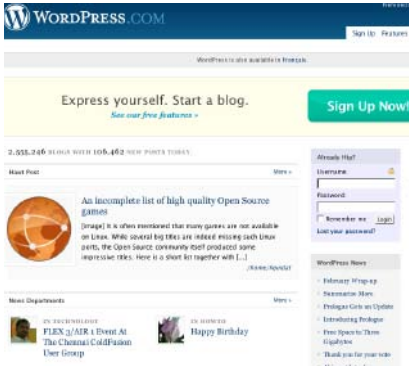 WORDPRESS.COM
Sign Up Features
WordPress is also available in Français
Express yourself. Start a blog.
See our free features »
Sign Up Now!
2,555,246 BLOGS WITH 106,462 NEW POSTS TODAY.
Already Hip?
Username
Password
Remember me Login
Lost your password?
More »
An incomplete list of high quality Open Source
games
[image] It is often mentioned that many games are not available
on Linux. While several big titles are indeed missing each Linux
ports, the Open Source community itself produced some
impressive titles. Here is a short list together with [...]
News Departments
More »
IN TECHNOLOGY
FLEX 3/AIR 1 Event At
The Chennai ColdFusion
User Group
IN HOWTO
Happy Birthday
WordPress News
February Wrap-up
Summarize More
Prologue Gets an Update
Introducing Prologue
Free Space to Three
Gigabytes
Thank you for your vote